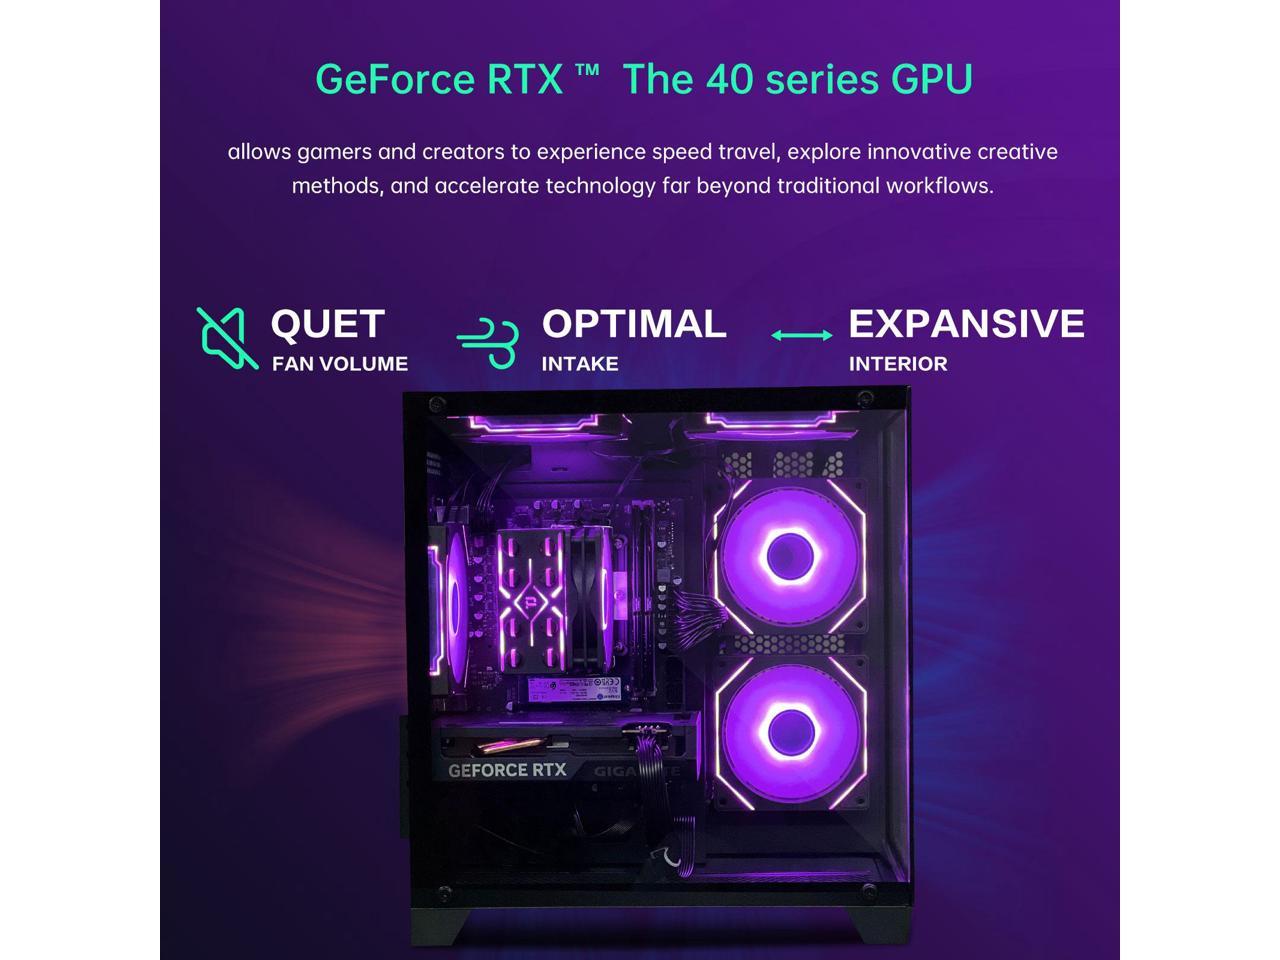 GeForce RTX ™ The 40 series GPU
allows gamers and creators to experience speed travel, explore innovative creative
methods, and accelerate technology far beyond traditional workflows.
QUET
FAN VOLUME
OPTIMAL
INTAKE
EXPANSIVE
INTERIOR
GEFORCE RTX